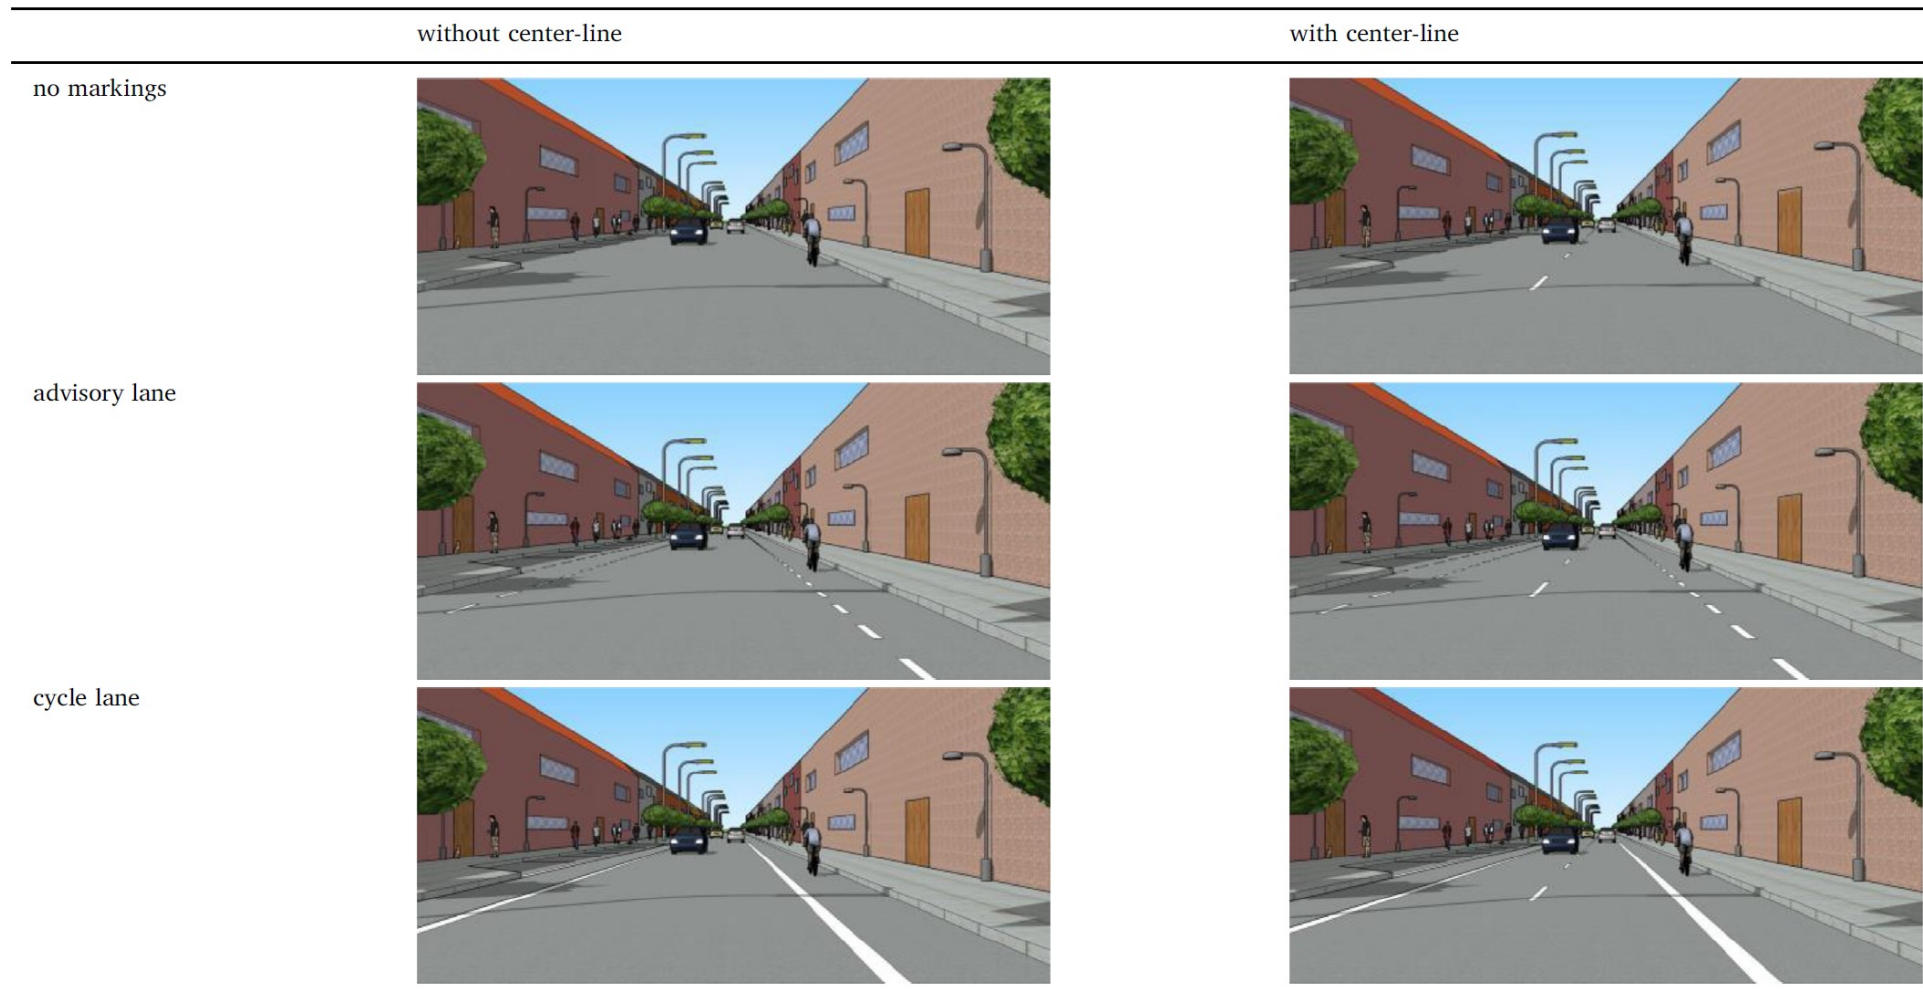 without center-line
with center-line
no markings
advisory lane
cycle lane